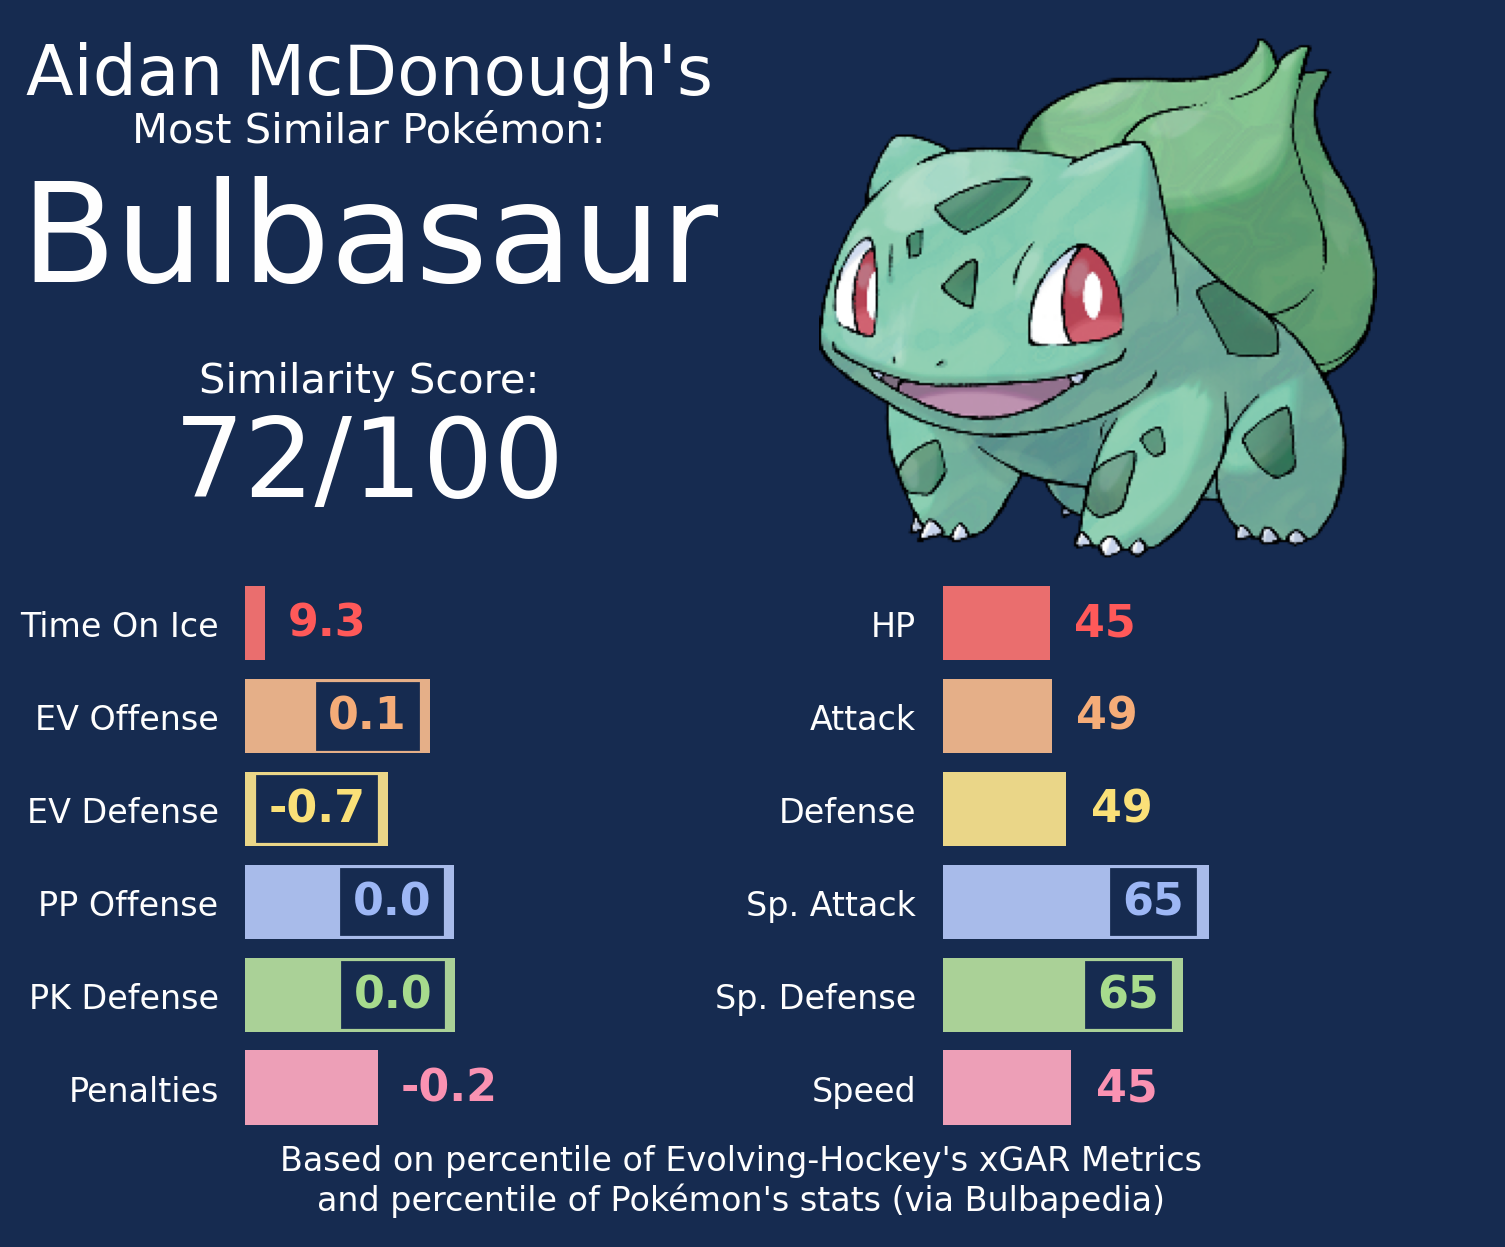 Aidan McDonough's
Most Similar Pokémon:
Bulbasaur
Similarity Score:
72/100
Time On Ice 9.3
EV Offense 0.1
EV Defense -0.7
PP Offense 0.0
PK Defense 0.0
Penalties -0.2
HP 45
Attack 49
Defense 49
Sp. Attack 65
Sp. Defense 65
Speed 45
Based on percentile of Evolving-Hockey's xGAR Metrics
and percentile of Pokémon's stats (via Bulbapedia)